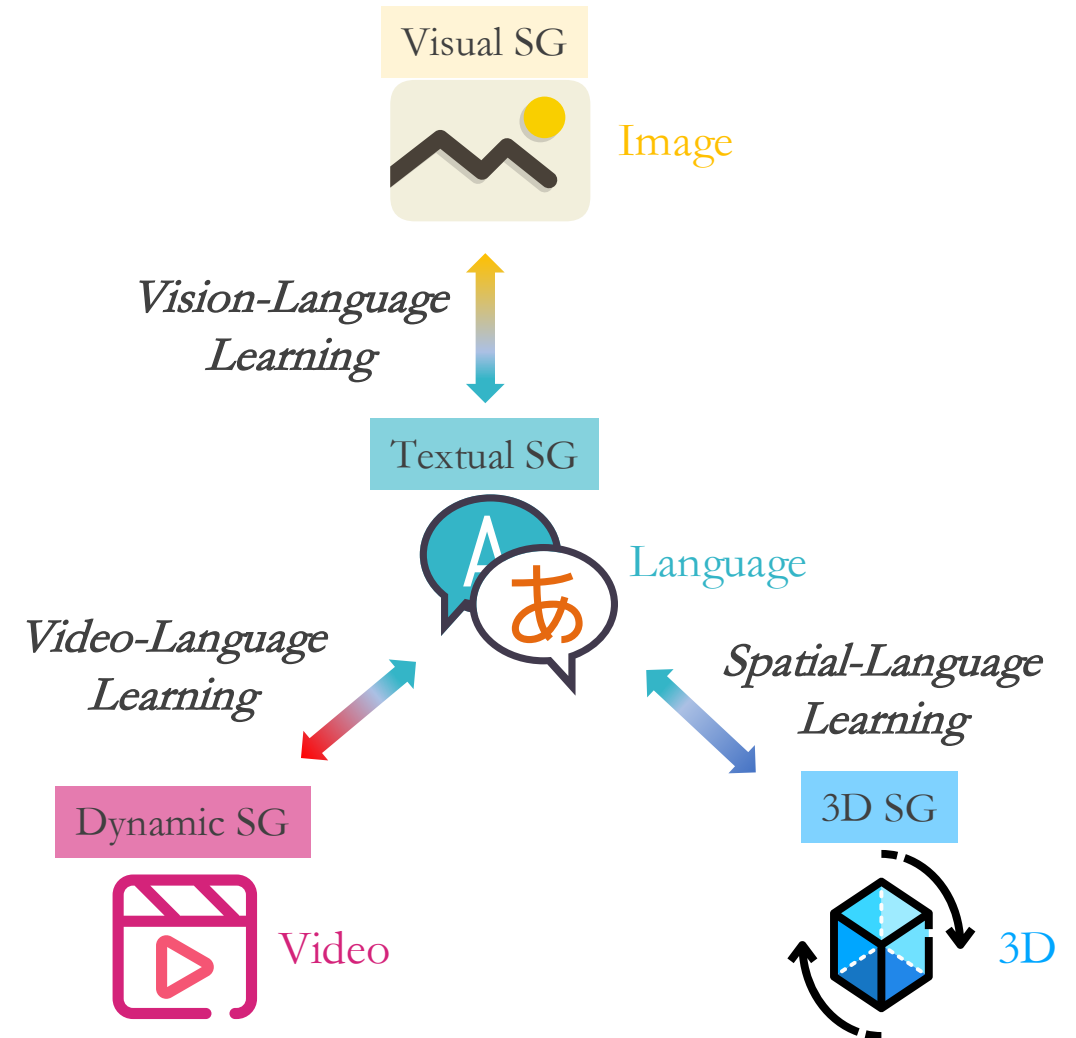 Visual SG
Image
Vision-Language
Learning
Textual SG
A
あ
Language
Video-Language
Learning
Spatial-Language
Learning
Dynamic SG
3D SG
Video
3D